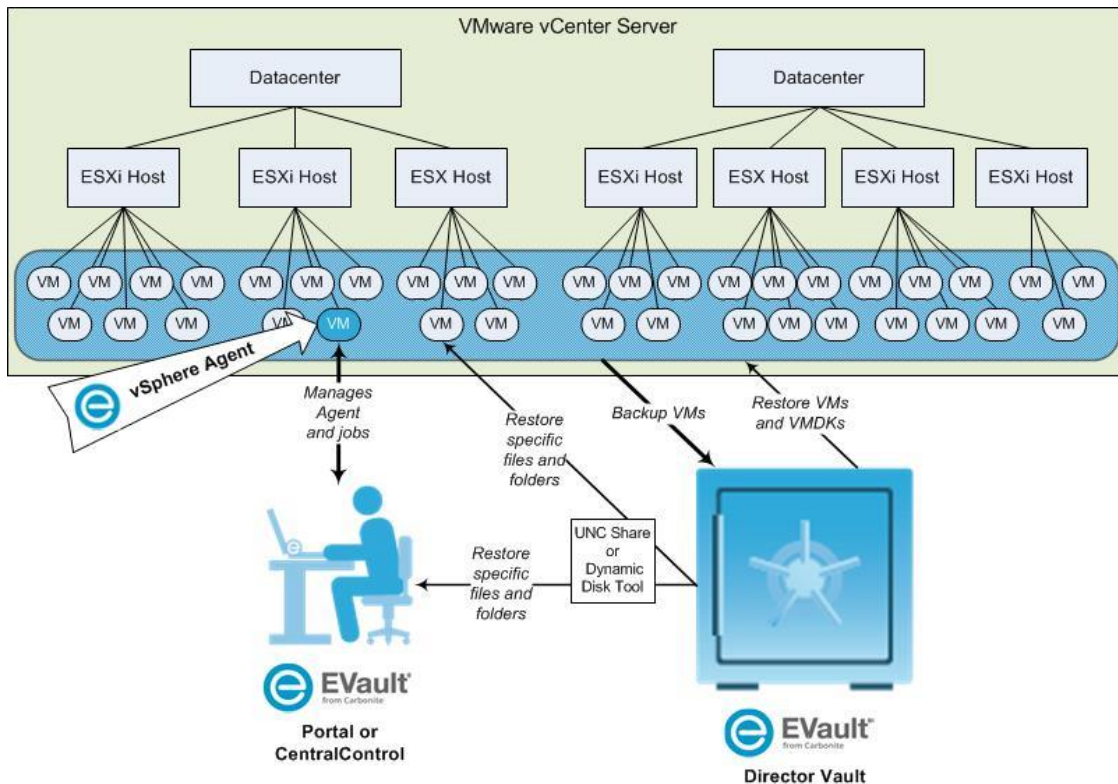 VMware vCenter Server
Datacenter
Datacenter
ESXi Host
ESXi Host
ESX Host
ESXi Host
ESX Host
ESXi Host
ESXi Host
VM VM VM VM VM VM VM VM VM VM VM VM VM VM VM VM VM VM VM VM VM
VM VM VM VM VM VM VM VM VM VM VM VM VM VM VM VM
e vSphere Agent
Manages
Agent
and jobs
Restore
specific
files and
folders
Backup VMs
Restore VMs
and VMDKs
UNC Share
or
Dynamic
Disk Tool
Restore
specific
files and
folders
e EVault®
from Carbonite
Portal or
CentralControl
e EVault®
from Carbonite
Director Vault